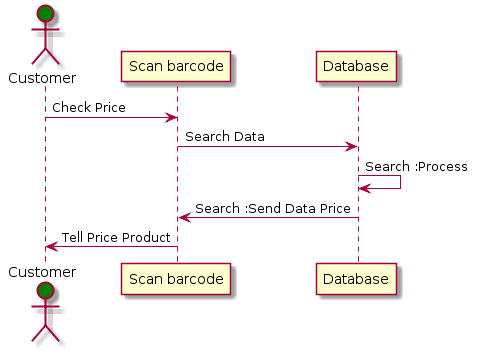 Customer
Scan barcode
Database
Check Price
Search Data
Search :Process
Search :Send Data Price
Tell Price Product
Customer
Scan barcode
Database